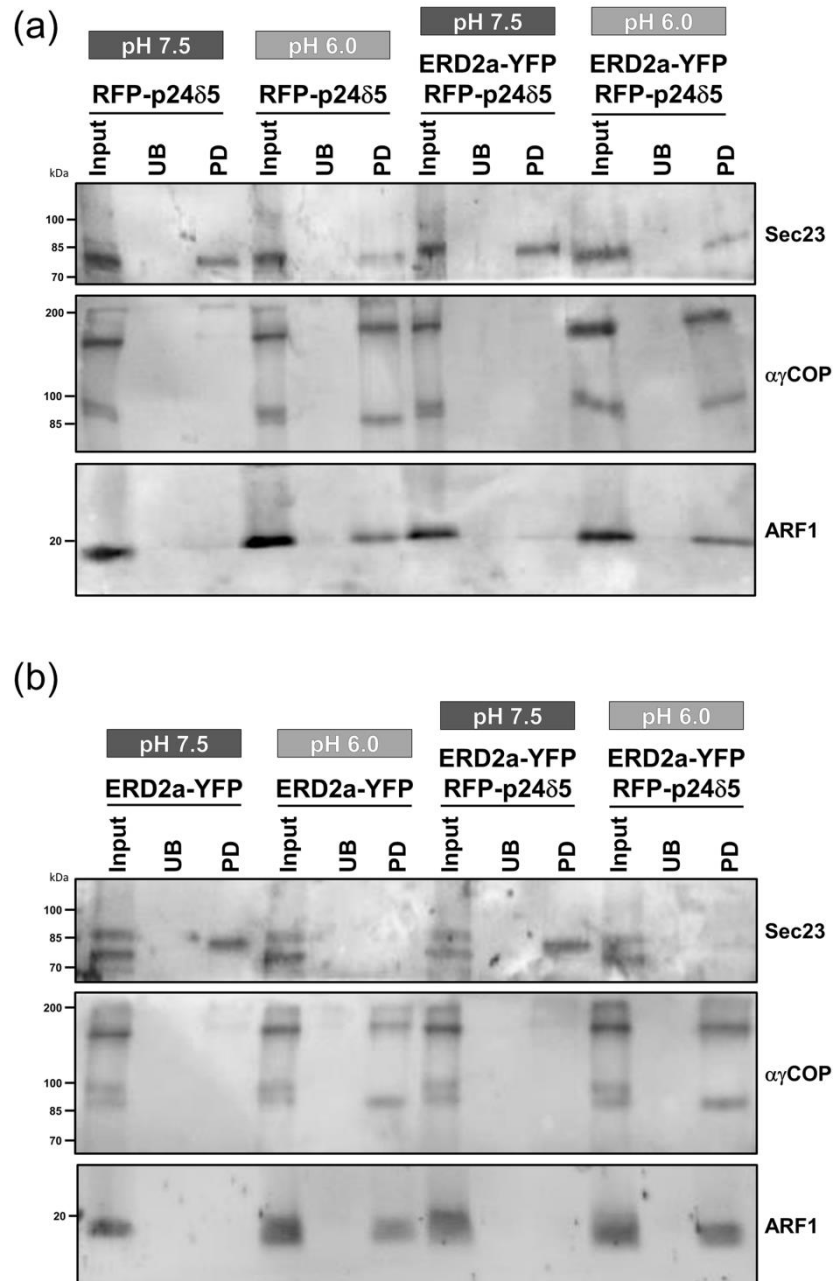 (a)
pH 7.5 pH 6.0 pH 7.5 pH 6.0
ERD2a-YFP ERD2a-YFP
RFP-p24δ5 RFP-p24δ5 RFP-p24δ5 RFP-p24δ5
Input UB PD Input UB PD Input UB PD Input UB PD
kDa
100
85
70
Sec23
200
100
85
αγCOP
20
ARF1
(b)
pH 7.5 pH 6.0 pH 7.5 pH 6.0
ERD2a-YFP ERD2a-YFP
ERD2a-YFP ERD2a-YFP RFP-p24δ5 RFP-p24δ5
Input UB PD Input UB PD Input UB PD Input UB PD
kDa
100
85
70
Sec23
200
100
85
70
αγCOP
20
ARF1